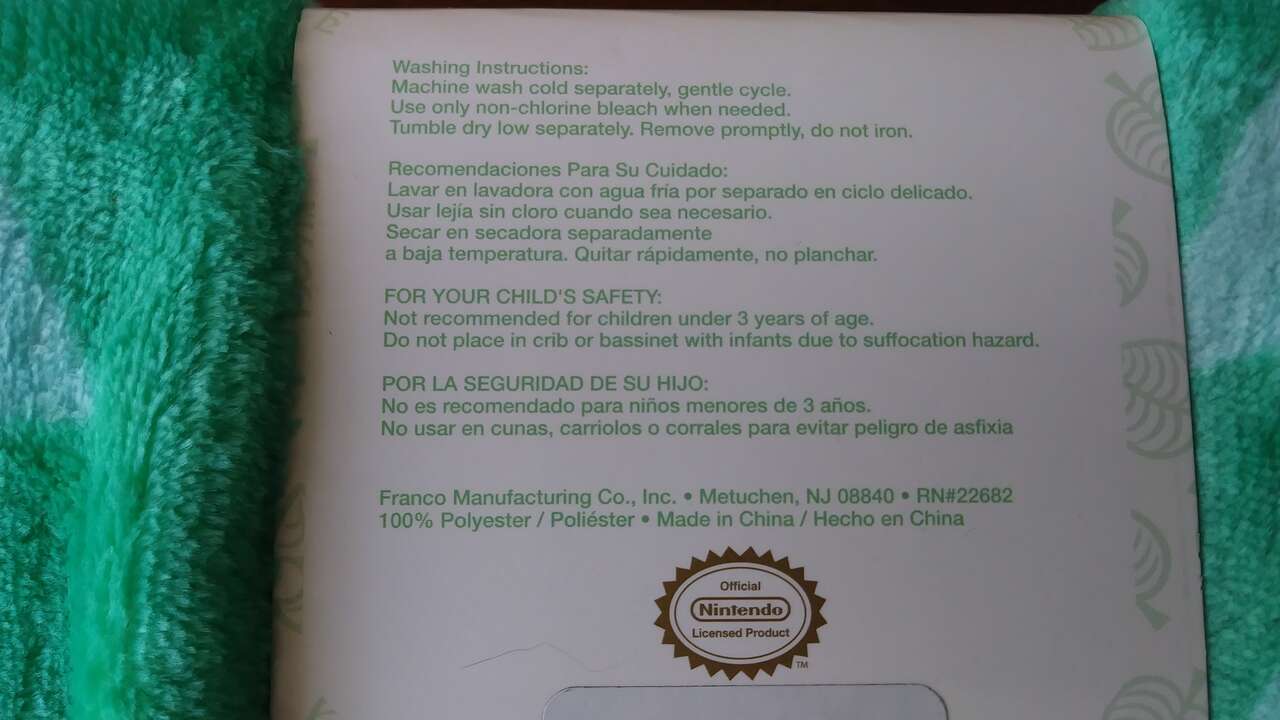 Washing Instructions:
Machine wash cold separately, gentle cycle.
Use only non-chlorine bleach when needed.
Tumble dry low separately. Remove promptly, do not iron.
Recomendaciones Para Su Cuidado:
Lavar en lavadora con agua fría por separado en ciclo delicado.
Usar lejía sin cloro cuando sea necesario.
Secar en secadora separadamente
a baja temperatura. Quitar rápidamente, no planchar.
FOR YOUR CHILD'S SAFETY:
Not recommended for children under 3 years of age.
Do not place in crib or bassinet with infants due to suffocation hazard.
POR LA SEGURIDAD DE SU HIJO:
No es recomendado para niños menores de 3 años.
No usar en cunas, carriolos o corrales para evitar peligro de asfixia
Franco Manufacturing Co., Inc. • Metuchen, NJ 08840 • RN#22682
100% Polyester / Poliéster • Made in China / Hecho en China
Official
Nintendo
Licensed Product
TM